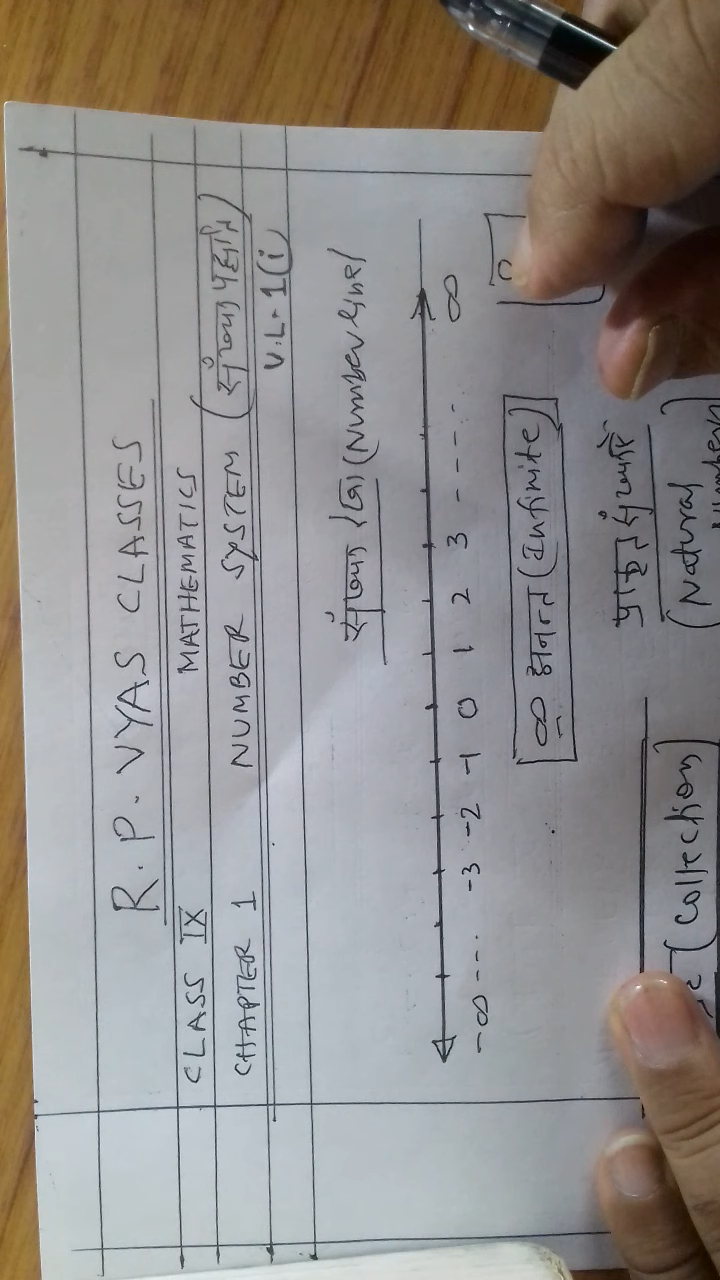 R.P. VYAS CLASSES
CLASS IX MATHEMATICS
CHAPTER 1 NUMBER SYSTEM (संख्या पद्धति)
V.L- 1(i)
संख्या रेखा (Number line)
-∞ --- -3 -2 -1 0 1 2 3 ---- ∞
∞ अनन्त (Infinite)
प्राकृत संख्याएँ
(Collection) (Natural